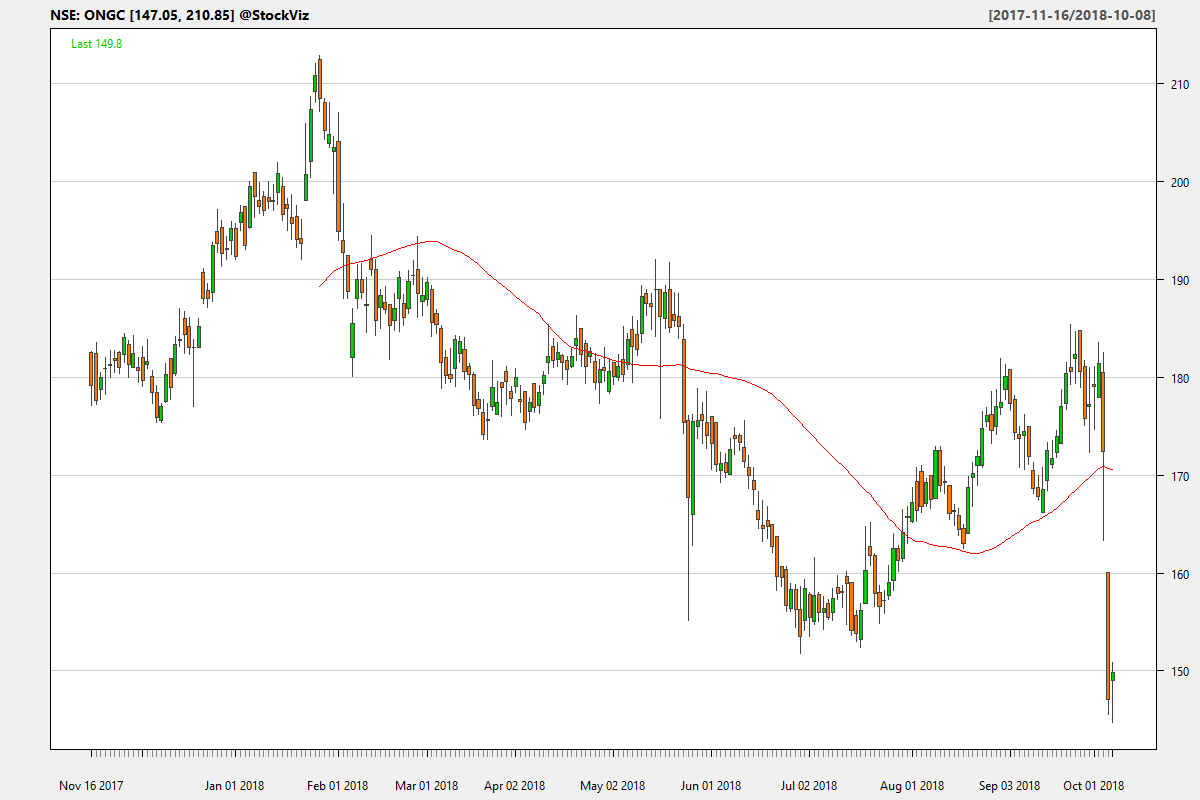 NSE: ONGC [147.05, 210.85] @StockViz [2017-11-16/2018-10-08]
Last 149.8
210
200
190
180
170
160
150
Nov 16 2017 Jan 01 2018 Feb 01 2018 Mar 01 2018 Apr 02 2018 May 02 2018 Jun 01 2018 Jul 02 2018 Aug 01 2018 Sep 03 2018 Oct 01 2018